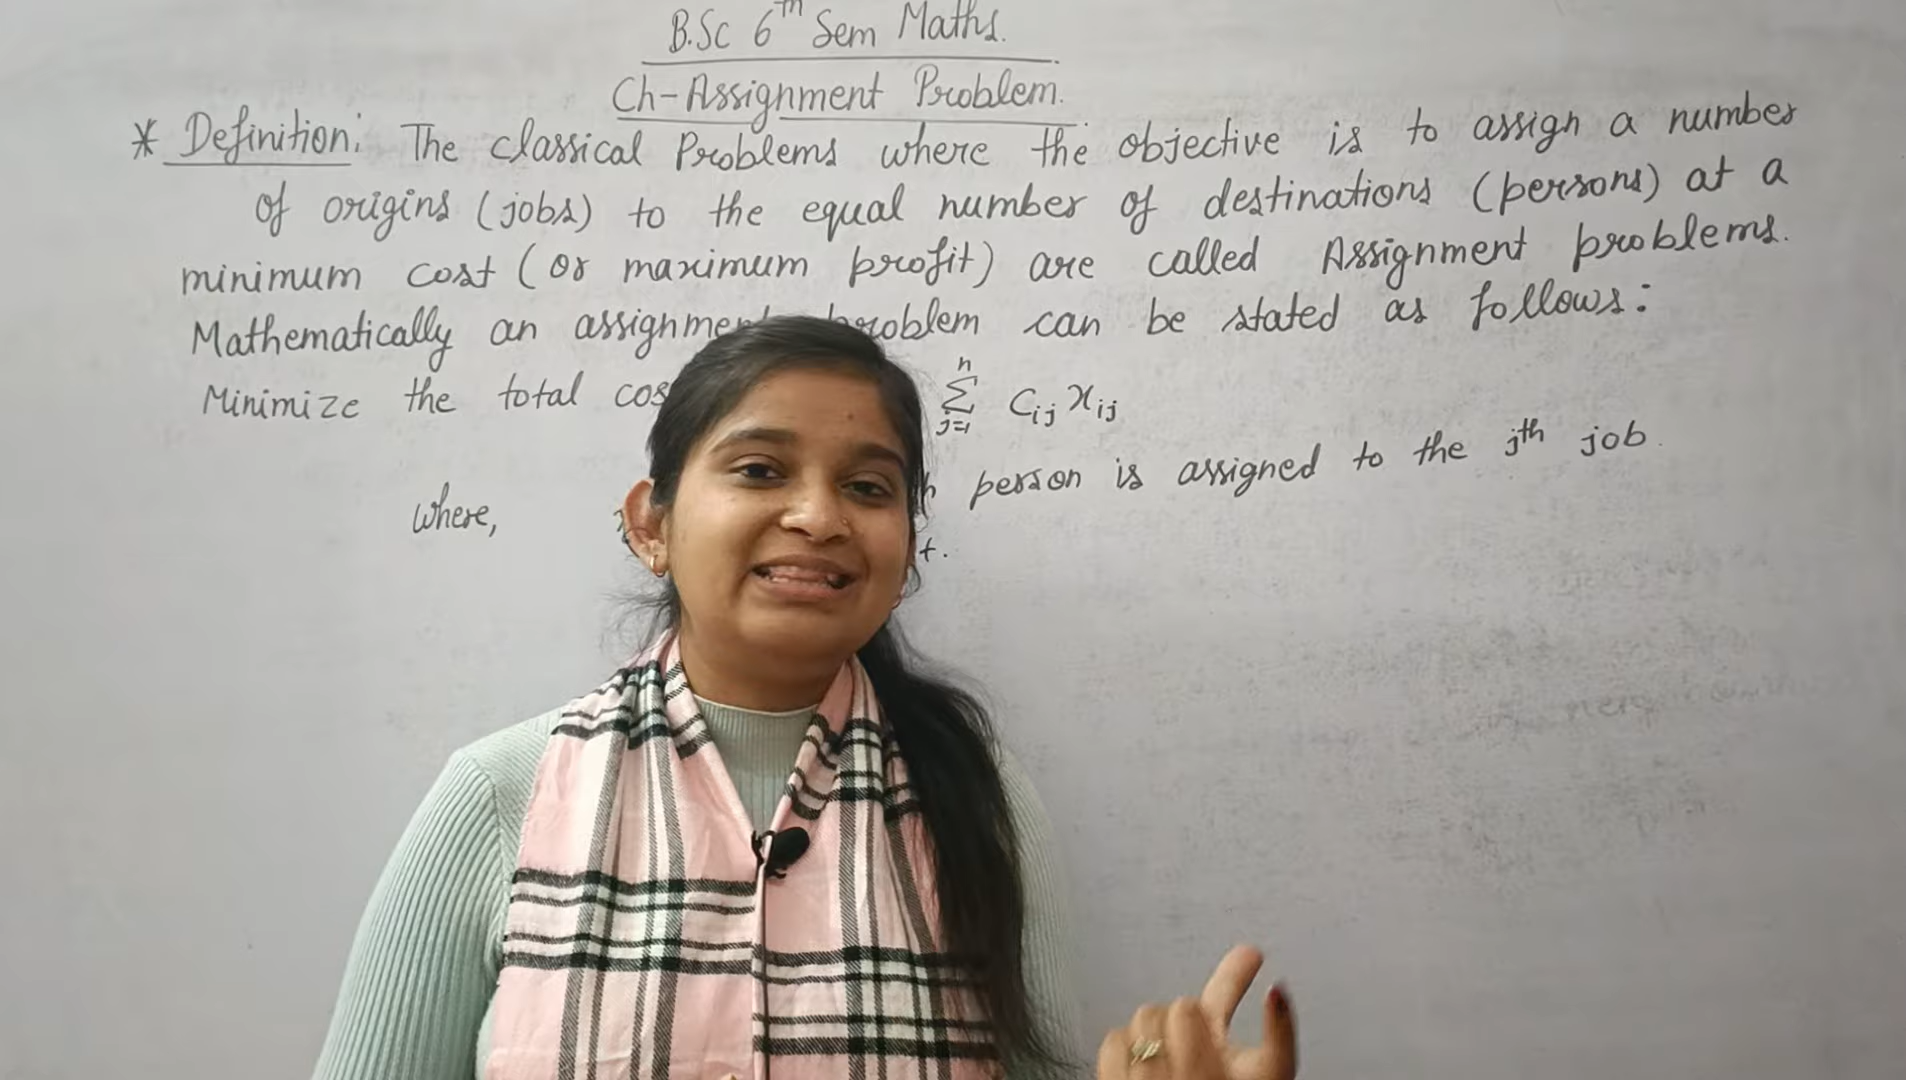 B.Sc 6th Sem Maths.
Ch-Assignment Problem.
* Definition: The classical Problems where the objective is to assign a number
of origins (jobs) to the equal number of destinations (persons) at a
minimum cost (or maximum profit) are called Assignment problems.
Mathematically an assignment problem can be stated as follows:
Minimize the total cos n Σ j=1 Cij xij
where, person is assigned to the jth job.
t.